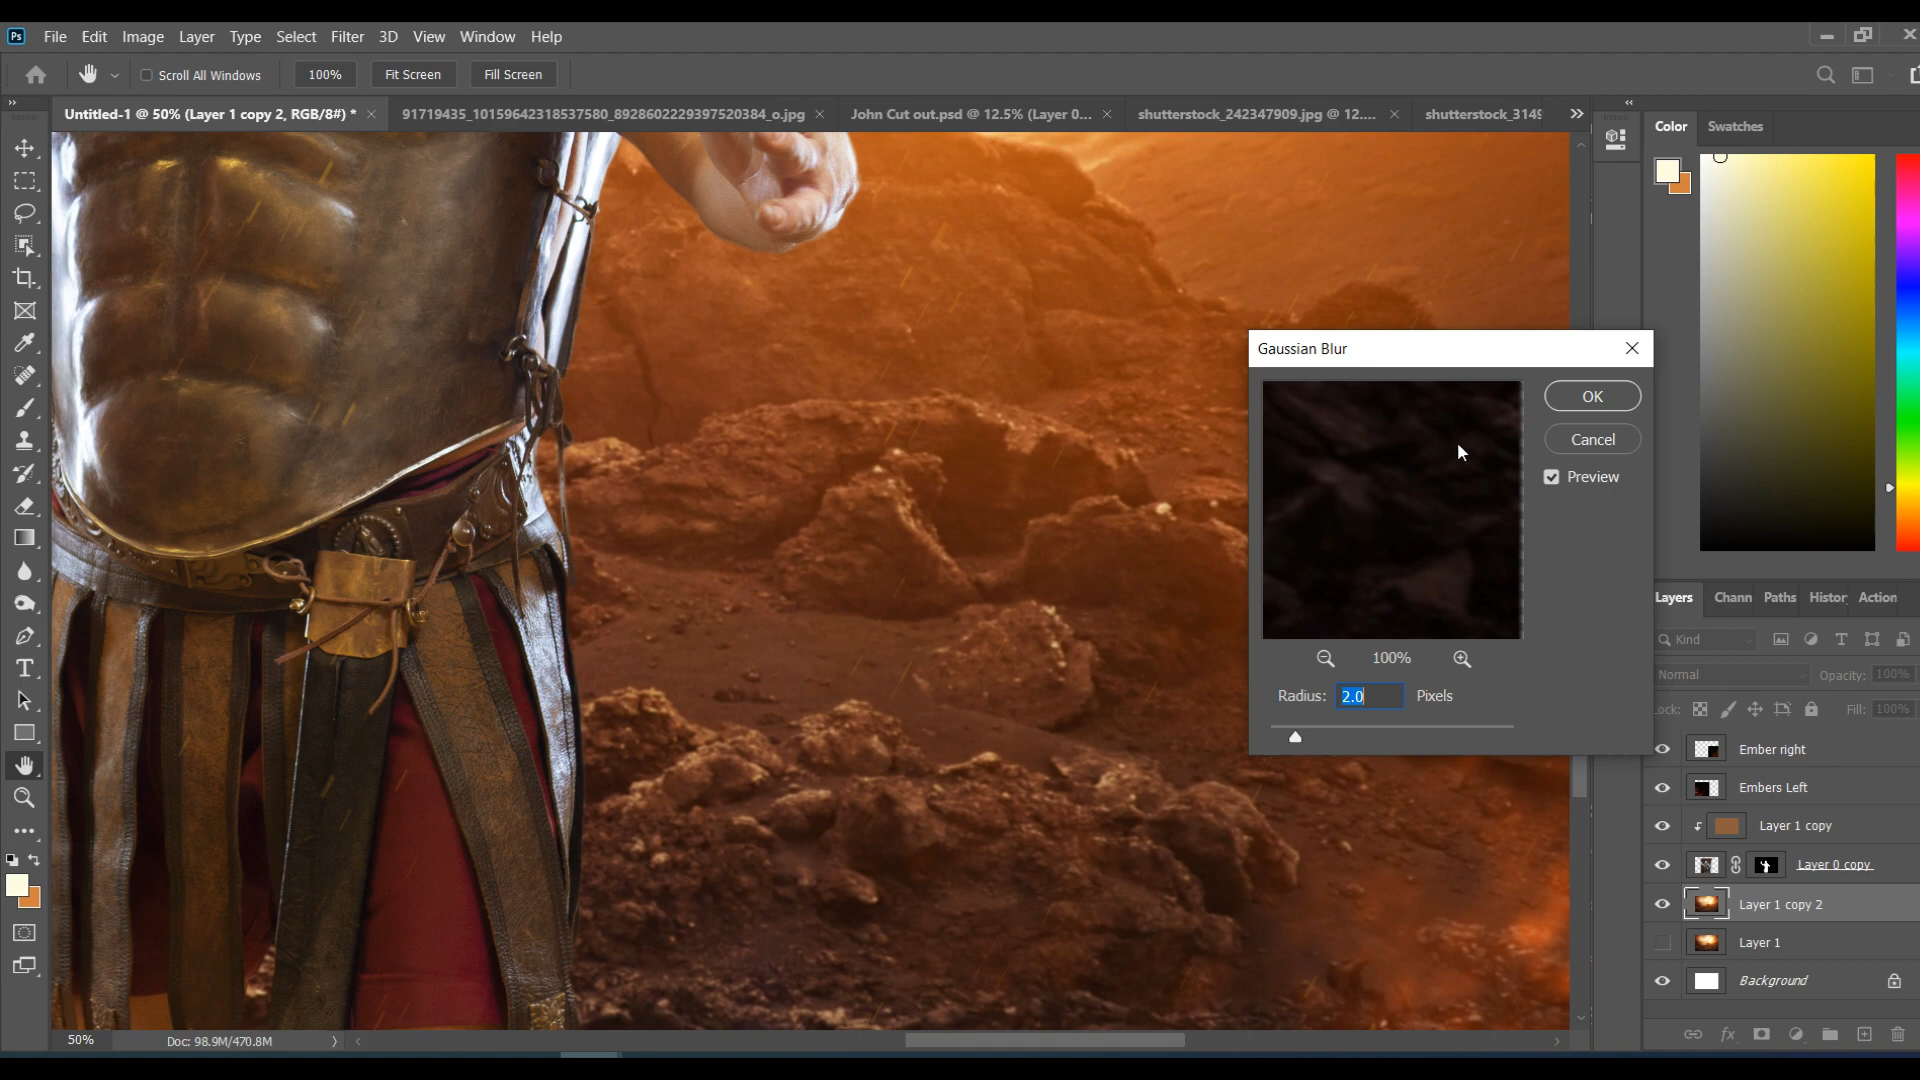 Ps File Edit Image Layer Type Select Filter 3D View Window Help
Scroll All Windows 100% Fit Screen Fill Screen
Untitled-1 @ 50% (Layer 1 copy 2, RGB/8#) * 91719435_10159642318537580_8928602229397520384_o.jpg John Cut out.psd @ 12.5% (Layer 0... shutterstock_242347909.jpg @ 12.... shutterstock_3149
Color Swatches
Gaussian Blur
OK
Cancel
Preview
100%
Radius: 2.0 Pixels
Layers Chann Paths Histor Action
Kind
Normal Opacity: 100%
Lock: Fill: 100%
Ember right
Embers Left
Layer 1 copy
Layer 0 copy
Layer 1 copy 2
Layer 1
Background
50% Doc: 98.9M/470.8M